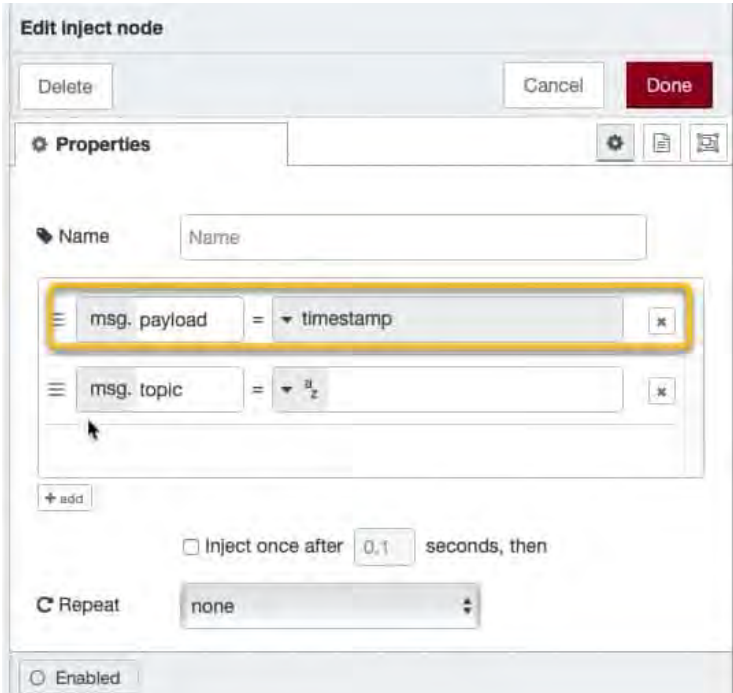 Edit inject node
Delete Cancel Done
Properties
Name Name
msg. payload = timestamp
msg. topic = az
+ add
Inject once after 0.1 seconds, then
Repeat none
Enabled